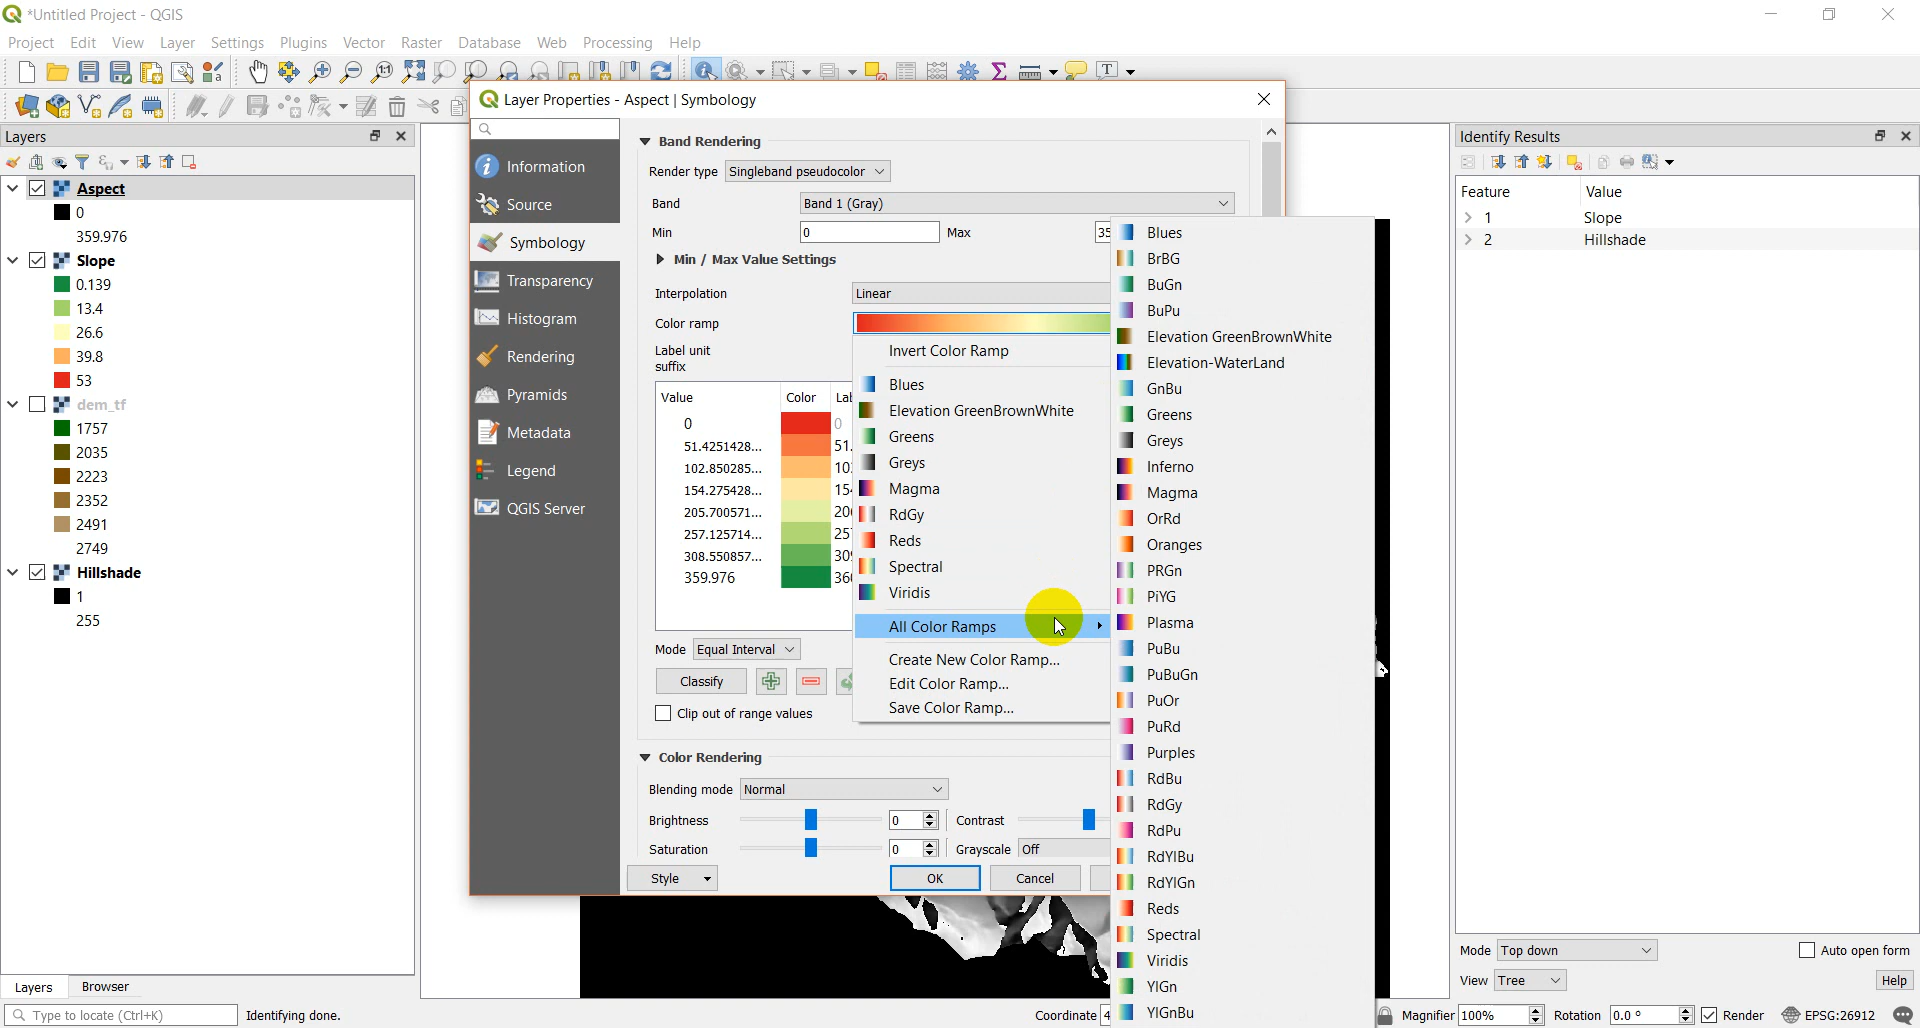 *Untitled Project - QGIS
Project Edit View Layer Settings Plugins Vector Raster Database Web Processing Help
Layers
Aspect
0
359.976
Slope
0.139
13.4
26.6
39.8
53
dem_tf
1757
2035
2223
2352
2491
2749
Hillshade
1
255
Layers Browser
Type to locate (Ctrl+K)
Identifying done.
Layer Properties - Aspect | Symbology
Information
Source
Symbology
Transparency
Histogram
Rendering
Pyramids
Metadata
Legend
QGIS Server
Band Rendering
Render type Singleband pseudocolor
Band Band 1 (Gray)
Min 0 Max 35
Min / Max Value Settings
Interpolation Linear
Color ramp
Label unit
suffix
Value Color Lab
0 0
51.4251428... 51.
102.850285... 10
154.275428... 15
205.700571... 20
257.125714... 25
308.550857... 30
359.976 36
Mode Equal Interval
Classify
Clip out of range values
Color Rendering
Blending mode Normal
Brightness 0 Contrast
Saturation 0 Grayscale Off
Style OK Cancel
Invert Color Ramp
Blues
Elevation GreenBrownWhite
Greens
Greys
Magma
RdGy
Reds
Spectral
Viridis
All Color Ramps
Create New Color Ramp...
Edit Color Ramp...
Save Color Ramp...
Blues
BrBG
BuGn
BuPu
Elevation GreenBrownWhite
Elevation-WaterLand
GnBu
Greens
Greys
Inferno
Magma
OrRd
Oranges
PRGn
PiYG
Plasma
PuBu
PuBuGn
PuOr
PuRd
Purples
RdBu
RdGy
RdPu
RdYlBu
RdYlGn
Reds
Spectral
Viridis
YlGn
YlGnBu
Identify Results
Feature Value
1 Slope
2 Hillshade
Mode Top down Auto open form
View Tree Help
Coordinate 4 Magnifier 100% Rotation 0.0 ° Render EPSG:26912